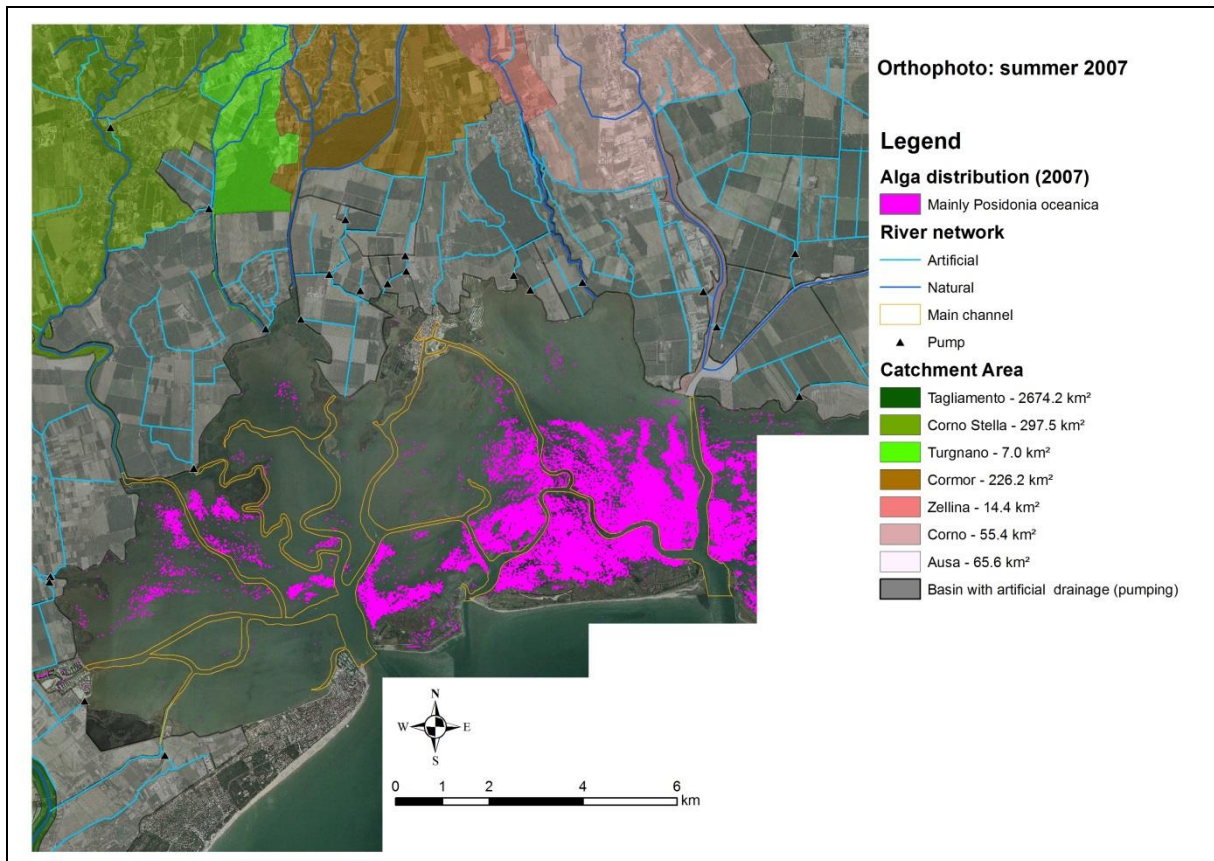 Orthophoto: summer 2007
Legend
Alga distribution (2007)
Mainly Posidonia oceanica
River network
Artificial
Natural
Main channel
Pump
Catchment Area
Tagliamento - 2674.2 km²
Corno Stella - 297.5 km²
Turgnano - 7.0 km²
Cormor - 226.2 km²
Zellina - 14.4 km²
Corno - 55.4 km²
Ausa - 65.6 km²
Basin with artificial drainage (pumping)
N
W E
S
0 1 2 4 6
km